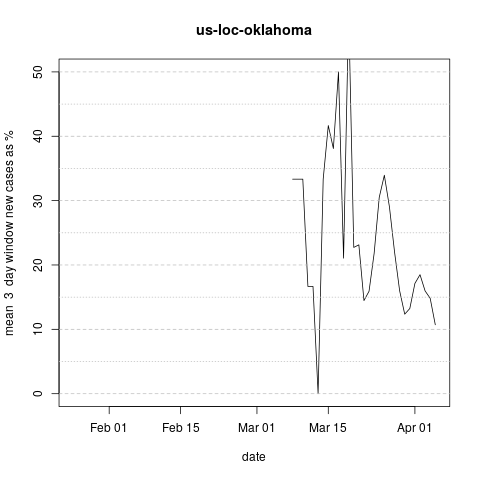 us-loc-oklahoma
mean  3  day window new cases as %
50
40
30
20
10
0
Feb 01
Feb 15
Mar 01
Mar 15
Apr 01
date